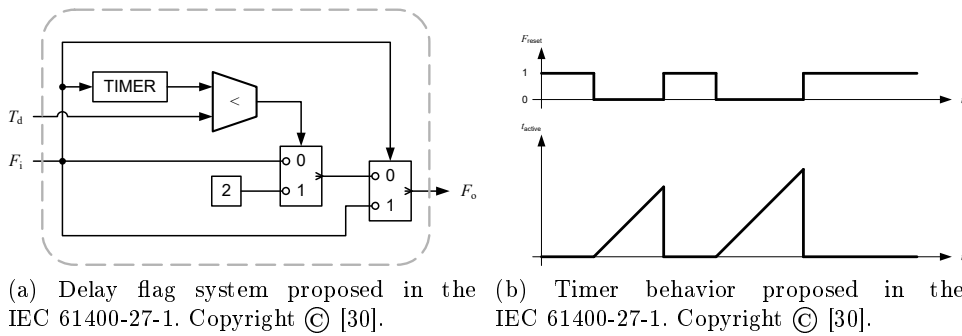 TIMER
<
T_d
F_i
0
1
2
0
1
F_o
F_reset
1
0
t
t_active
t
(a) Delay flag system proposed in the
IEC 61400-27-1. Copyright © [30].
(b) Timer behavior proposed in the
IEC 61400-27-1. Copyright © [30].